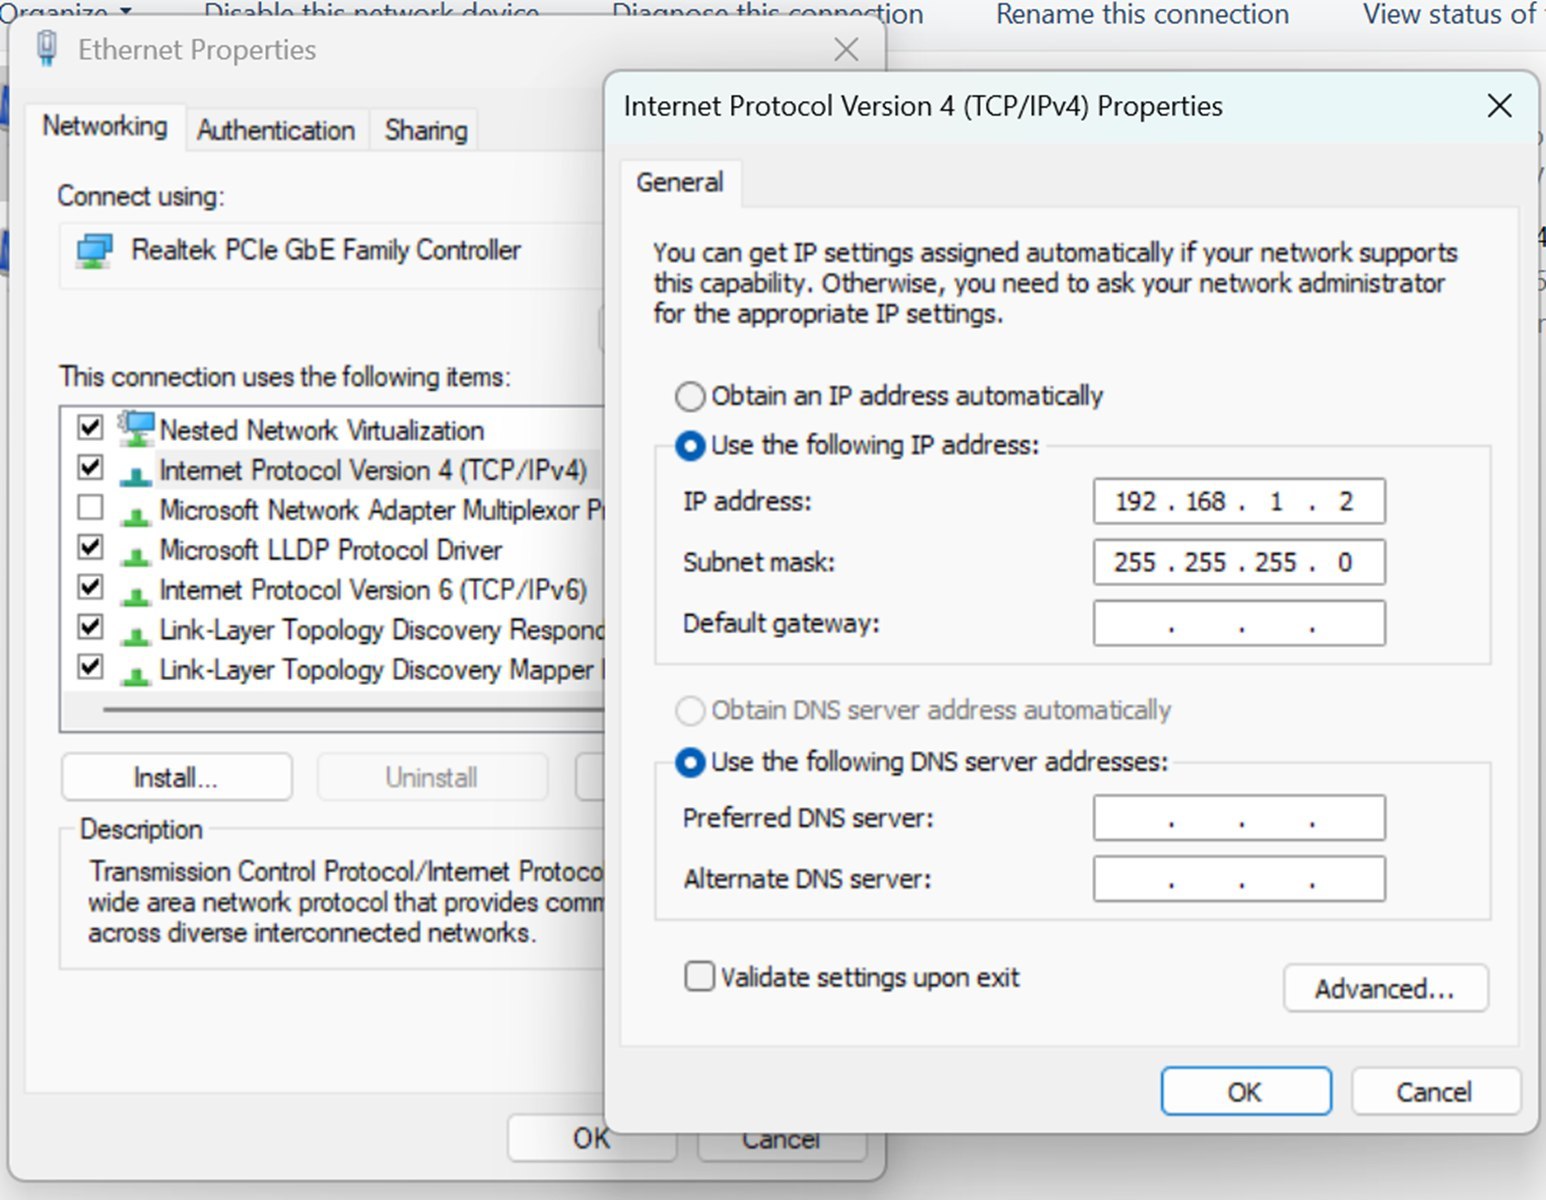 Organize
Disable this network device
Diagnose this connection
Rename this connection
View status of
Ethernet Properties
Networking
Authentication
Sharing
Connect using:
Realtek PCIe GbE Family Controller
This connection uses the following items:
Nested Network Virtualization
Internet Protocol Version 4 (TCP/IPv4)
Microsoft Network Adapter Multiplexor
Microsoft LLDP Protocol Driver
Internet Protocol Version 6 (TCP/IPv6)
Link-Layer Topology Discovery Respond
Link-Layer Topology Discovery Mapper
Install...
Uninstall
Description
Transmission Control Protocol/Internet Protoco
wide area network protocol that provides comm
across diverse interconnected networks.
OK
Cancel
Internet Protocol Version 4 (TCP/IPv4) Properties
General
You can get IP settings assigned automatically if your network supports
this capability. Otherwise, you need to ask your network administrator
for the appropriate IP settings.
Obtain an IP address automatically
Use the following IP address:
IP address: 192 . 168 . 1 . 2
Subnet mask: 255 . 255 . 255 . 0
Default gateway: . . .
Obtain DNS server address automatically
Use the following DNS server addresses:
Preferred DNS server: . . .
Alternate DNS server: . . .
Validate settings upon exit
Advanced...
OK
Cancel